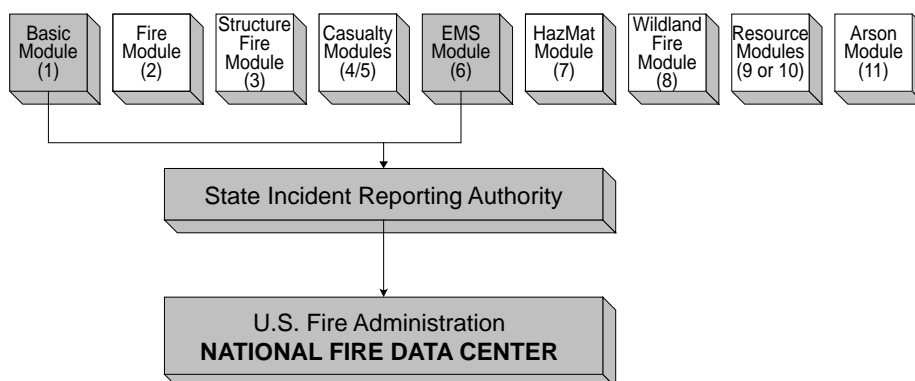 Basic
Module
(1)
Fire
Module
(2)
Structure
Fire
Module
(3)
Casualty
Modules
(4/5)
EMS
Module
(6)
HazMat
Module
(7)
Wildland
Fire
Module
(8)
Resource
Modules
(9 or 10)
Arson
Module
(11)
State Incident Reporting Authority
U.S. Fire Administration
NATIONAL FIRE DATA CENTER